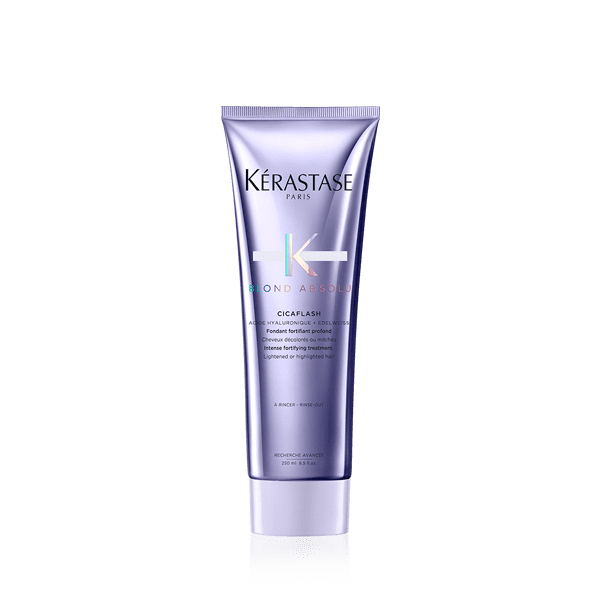 KÉRASTASE
PARIS
K
BLOND ABSOLU
CICAFLASH
ACIDE HYALURONIQUE + EDELWEISS
Fondant fortifiant profond
Cheveux décolorés ou méchés
Intense fortifying treatment
Lightened or highlighted hair
À RINCER - RINSE-OUT
RECHERCHE AVANCÉE
250 ml 8.5 fl.oz.